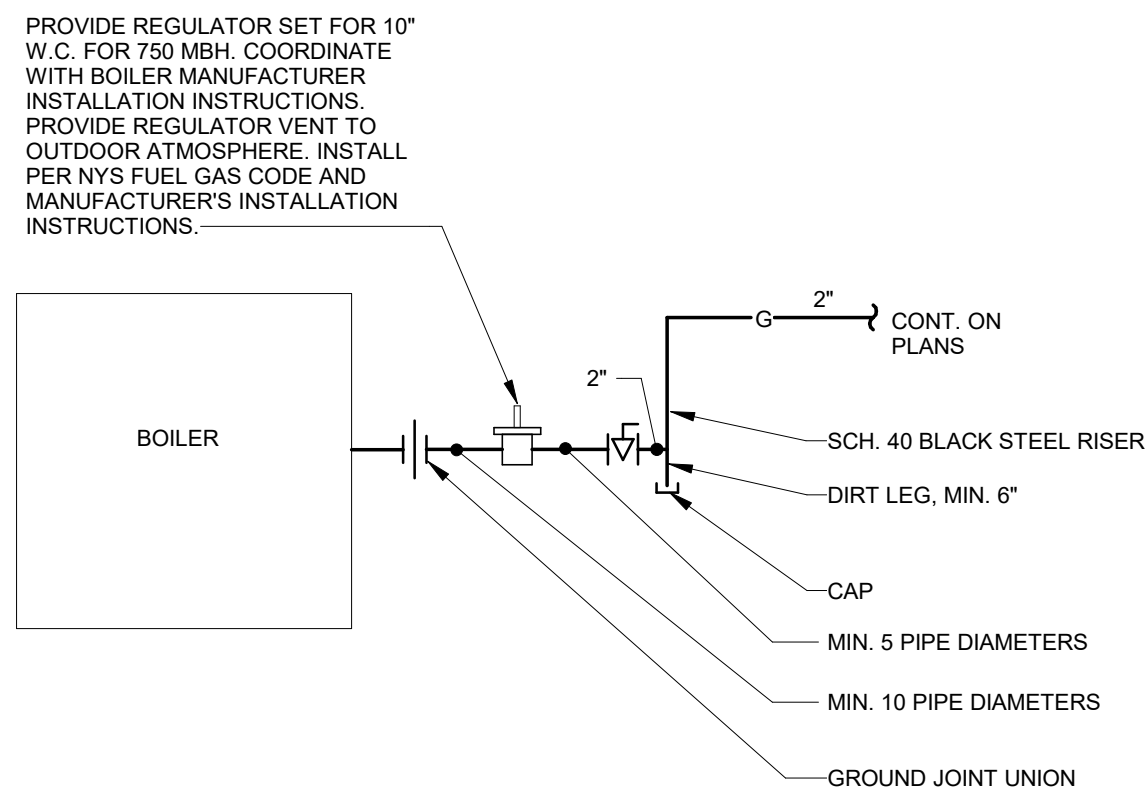 PROVIDE REGULATOR SET FOR 10"
W.C. FOR 750 MBH. COORDINATE
WITH BOILER MANUFACTURER
INSTALLATION INSTRUCTIONS.
PROVIDE REGULATOR VENT TO
OUTDOOR ATMOSPHERE. INSTALL
PER NYS FUEL GAS CODE AND
MANUFACTURER'S INSTALLATION
INSTRUCTIONS.
2"
G
CONT. ON
PLANS
2"
BOILER
SCH. 40 BLACK STEEL RISER
DIRT LEG, MIN. 6"
CAP
MIN. 5 PIPE DIAMETERS
MIN. 10 PIPE DIAMETERS
GROUND JOINT UNION